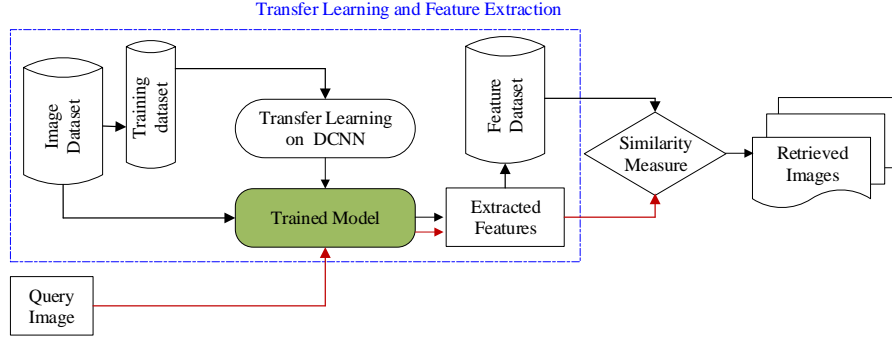 Transfer Learning and Feature Extraction
Image
Dataset
Training
dataset
Transfer Learning
on DCNN
Feature
Dataset
Similarity
Measure
Retrieved
Images
Trained Model
Extracted
Features
Query
Image